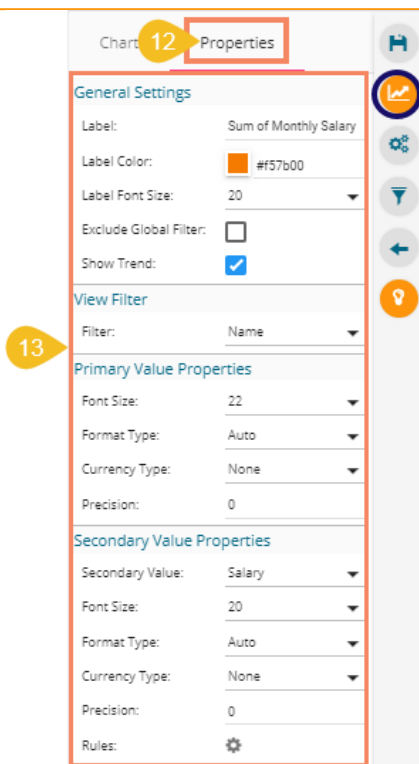 Chart 12 Properties
General Settings
Label: Sum of Monthly Salary
Label Color: #f57b00
Label Font Size: 20
Exclude Global Filter:
Show Trend:
View Filter
Filter: Name
13
Primary Value Properties
Font Size: 22
Format Type: Auto
Currency Type: None
Precision: 0
Secondary Value Properties
Secondary Value: Salary
Font Size: 20
Format Type: Auto
Currency Type: None
Precision: 0
Rules: